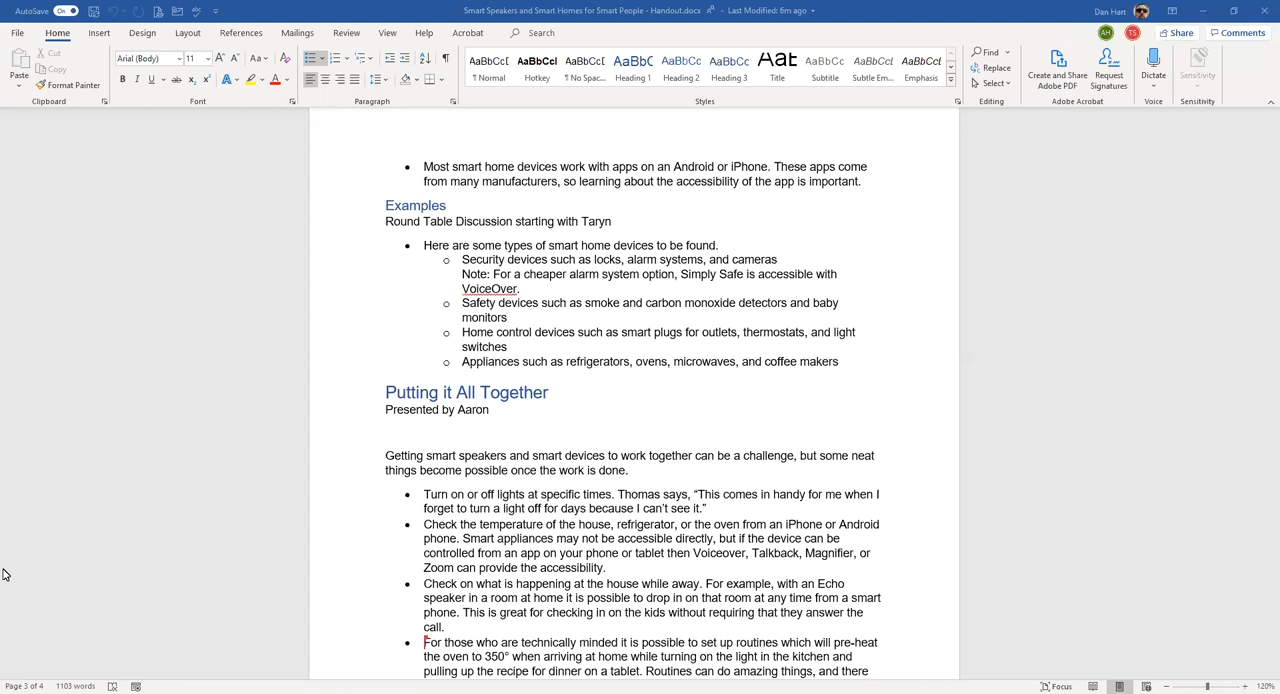 AutoSave On Smart Speakers and Smart Homes for Smart People - Handout.docx - Last Modified: 6m ago Dan Hart
File Home Insert Design Layout References Mailings Review View Help Acrobat Search AH TS Share Comments
Paste Cut Copy Format Painter
Arial (Body) 11 A A Aa A
B I U ab x₂ x² A A
AaBbCcI AaBbCcI AaBbCcI AaBbC AaBbCc AaBbCc AaBt AaBbCc AaBbCcI AaBbCcI
¶ Normal Hotkey ¶ No Spac... Heading 1 Heading 2 Heading 3 Title Subtitle Subtle Em... Emphasis
Find Replace Select
Create and Share Adobe PDF Request Signatures Dictate Sensitivity
Clipboard Font Paragraph Styles Editing Adobe Acrobat Voice Sensitivity
• Most smart home devices work with apps on an Android or iPhone. These apps come
from many manufacturers, so learning about the accessibility of the app is important.
Examples
Round Table Discussion starting with Taryn
• Here are some types of smart home devices to be found.
o Security devices such as locks, alarm systems, and cameras
Note: For a cheaper alarm system option, Simply Safe is accessible with
VoiceOver.
o Safety devices such as smoke and carbon monoxide detectors and baby
monitors
o Home control devices such as smart plugs for outlets, thermostats, and light
switches
o Appliances such as refrigerators, ovens, microwaves, and coffee makers
Putting it All Together
Presented by Aaron
Getting smart speakers and smart devices to work together can be a challenge, but some neat
things become possible once the work is done.
• Turn on or off lights at specific times. Thomas says, “This comes in handy for me when I
forget to turn a light off for days because I can’t see it.”
• Check the temperature of the house, refrigerator, or the oven from an iPhone or Android
phone. Smart appliances may not be accessible directly, but if the device can be
controlled from an app on your phone or tablet then Voiceover, Talkback, Magnifier, or
Zoom can provide the accessibility.
• Check on what is happening at the house while away. For example, with an Echo
speaker in a room at home it is possible to drop in on that room at any time from a smart
phone. This is great for checking in on the kids without requiring that they answer the
call.
• For those who are technically minded it is possible to set up routines which will pre-heat
the oven to 350° when arriving at home while turning on the light in the kitchen and
pulling up the recipe for dinner on a tablet. Routines can do amazing things, and there
Page 3 of 4 1103 words Focus 120%